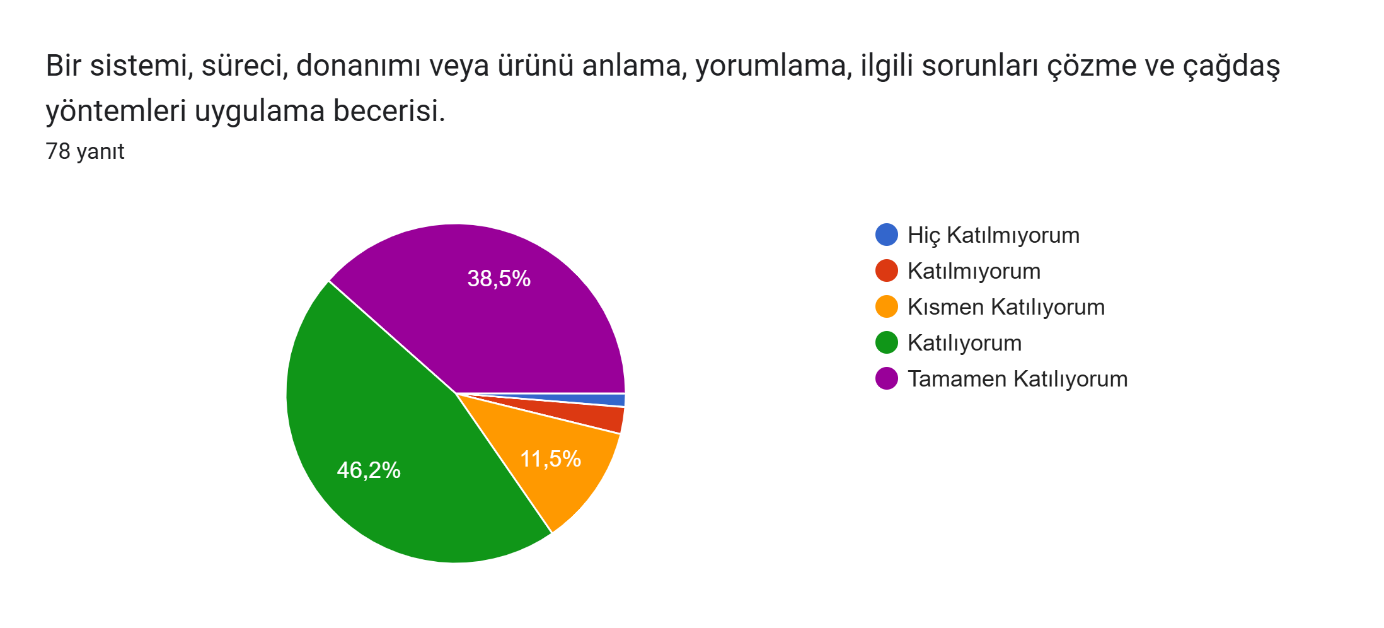 Bir sistemi, süreci, donanımı veya ürünü anlama, yorumlama, ilgili sorunları çözme ve çağdaş
yöntemleri uygulama becerisi.
78 yanıt
Hiç Katılmıyorum
Katılmıyorum
Kısmen Katılıyorum
Katılıyorum
Tamamen Katılıyorum
38,5%
11,5%
46,2%